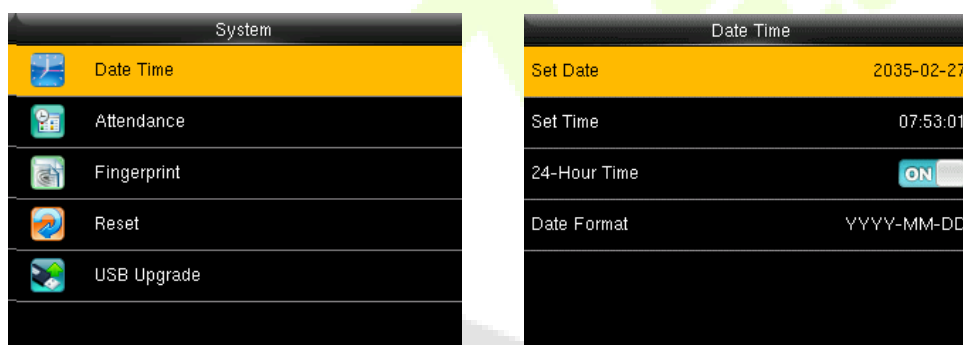 System
Date Time
Attendance
Fingerprint
Reset
USB Upgrade
Date Time
Set Date 2035-02-27
Set Time 07:53:01
24-Hour Time ON
Date Format YYYY-MM-DD